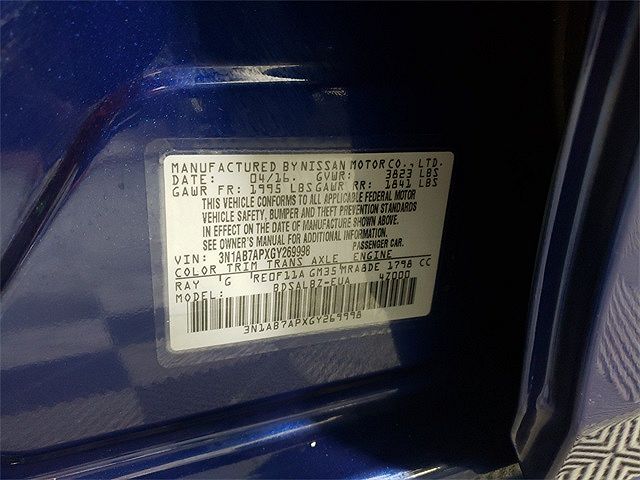 MANUFACTURED BY NISSAN MOTOR CO., LTD.
DATE: 04/16. GVWR: 3823 LBS
GAWR FR: 1995 LBS GAWR RR: 1841 LBS
THIS VEHICLE CONFORMS TO ALL APPLICABLE FEDERAL MOTOR
VEHICLE SAFETY, BUMPER AND THEFT PREVENTION STANDARDS
IN EFFECT ON THE DATE OF MANUFACTURE SHOWN ABOVE.
SEE OWNER'S MANUAL FOR ADDITIONAL INFORMATION.
VIN: 3N1AB7APXGY269998 PASSENGER CAR.
COLOR TRIM TRANS AXLE ENGINE
RAY G RE0F11A GM35 MRA8DE 1798 CC
MODEL: BDSALBZ-EUA 4Z000
3N1AB7APXGY269998